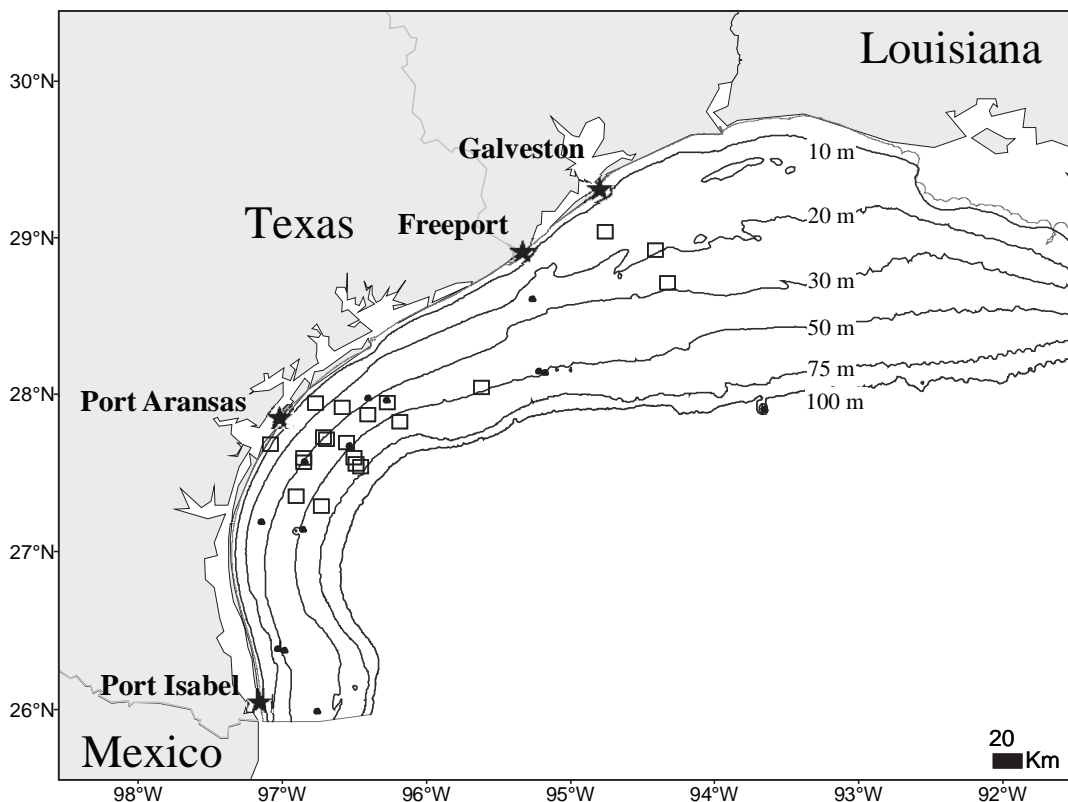 Louisiana
30°N
Galveston
10 m
Texas
Freeport
20 m
29°N
30 m
50 m
75 m
28°N
Port Aransas
100 m
27°N
Port Isabel
26°N
Mexico
20
Km
98°W
97°W
96°W
95°W
94°W
93°W
92°W